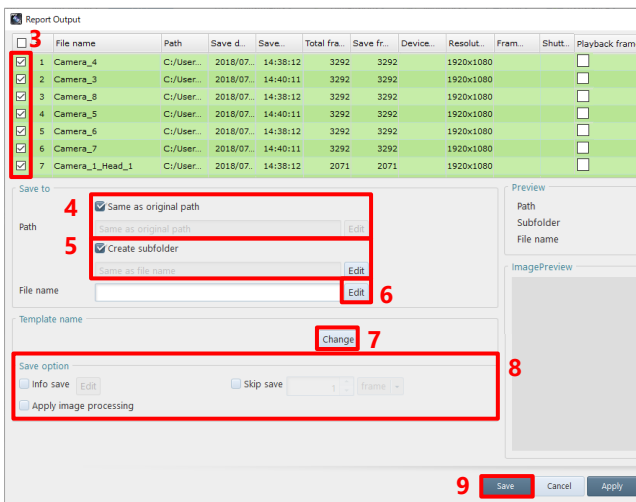 Report Output
3 File name Path Save d... Save... Total fra... Save fr... Device... Resolut... Fram... Shutt... Playback fram
1 Camera_4 C:/User... 2018/07... 14:38:12 3292 3292 1920x1080
2 Camera_3 C:/User... 2018/07... 14:40:11 3292 3292 1920x1080
3 Camera_8 C:/User... 2018/07... 14:38:12 3292 3292 1920x1080
4 Camera_5 C:/User... 2018/07... 14:40:11 3292 3292 1920x1080
5 Camera_6 C:/User... 2018/07... 14:38:12 3292 3292 1920x1080
6 Camera_7 C:/User... 2018/07... 14:40:11 3292 3292 1920x1080
7 Camera_1_Head_1 C:/User... 2018/07.. 14:38:12 2071 2071 1920x1080
Save to
4 Same as original path
Path Same as original path Edit
5 Create subfolder
Same as file name Edit
File name Edit 6
Template name
Change 7
Save option 8
Info save Edit Skip save 1 frame
Apply image processing
Preview
Path
Subfolder
File name
ImagePreview
9 Save Cancel Apply